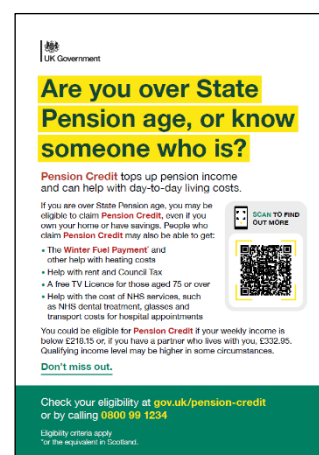 UK Government
Are you over State
Pension age, or know
someone who is?
Pension Credit tops up pension income
and can help with day-to-day living costs.
If you are over State Pension age, you may be
eligible to claim Pension Credit, even if you
own your home or have savings. People who
claim Pension Credit may also be able to get:
• The Winter Fuel Payment* and
other help with heating costs
• Help with rent and Council Tax
• A free TV Licence for those aged 75 or over
• Help with the cost of NHS services, such
as NHS dental treatment, glasses and
transport costs for hospital appointments
SCAN TO FIND
OUT MORE
You could be eligible for Pension Credit if your weekly income is
below £218.15 or, if you have a partner who lives with you, £332.95.
Qualifying income level may be higher in some circumstances.
Don't miss out.
Check your eligibility at gov.uk/pension-credit
or by calling 0800 99 1234
Eligibility criteria apply
*or the equivalent in Scotland.